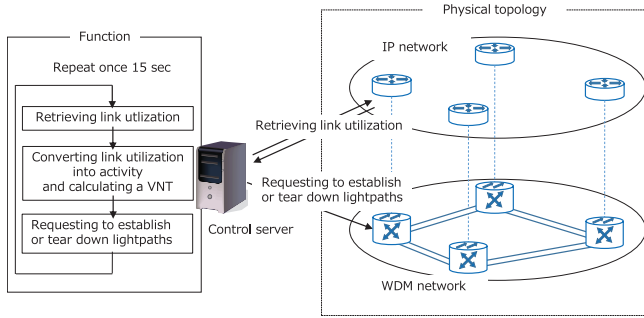 Function
Repeat once 15 sec
Retrieving link utlization
Converting link utilization
into activity
and calculating a VNT
Requesting to establish
or tear down lightpaths
Control server
Retrieving link utilization
Requesting to establish
or tear down lightpaths
Physical topology
IP network
WDM network